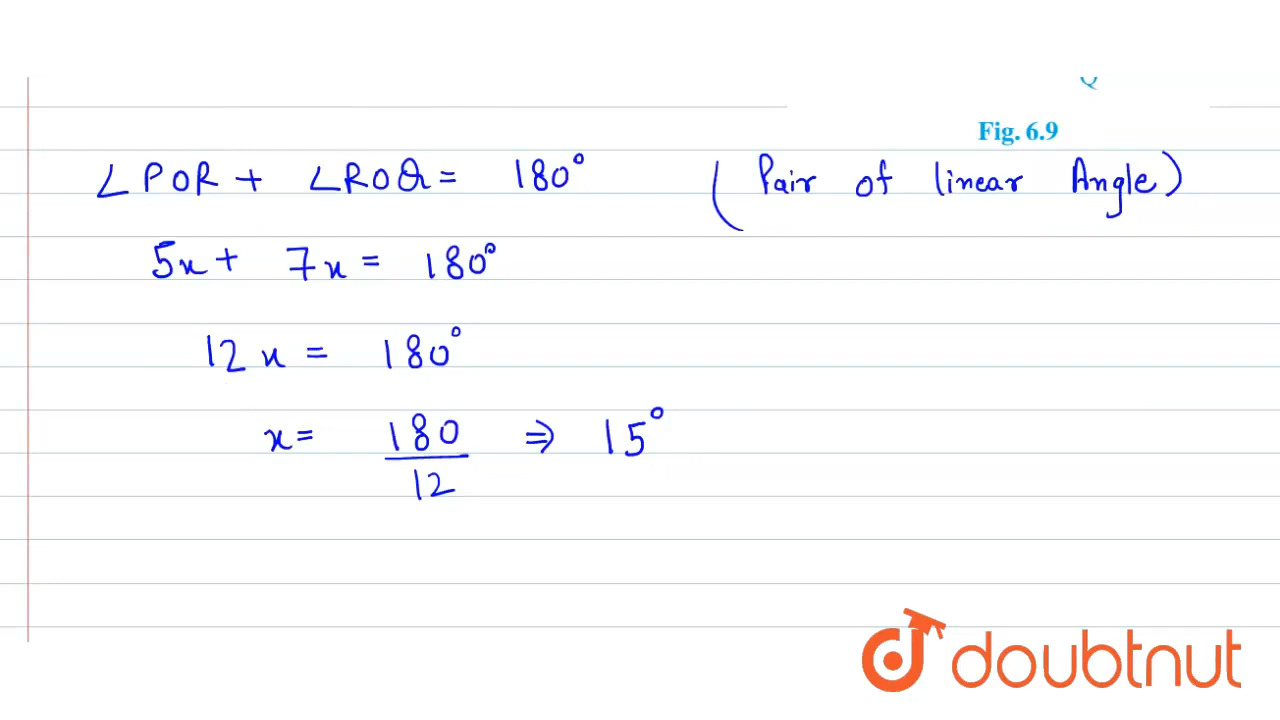 Fig. 6.9
∠POR + ∠ROQ = 180° (Pair of linear Angle)
5x + 7x = 180°
12x = 180°
x = 180/12 ⇒ 15°
doubtnut